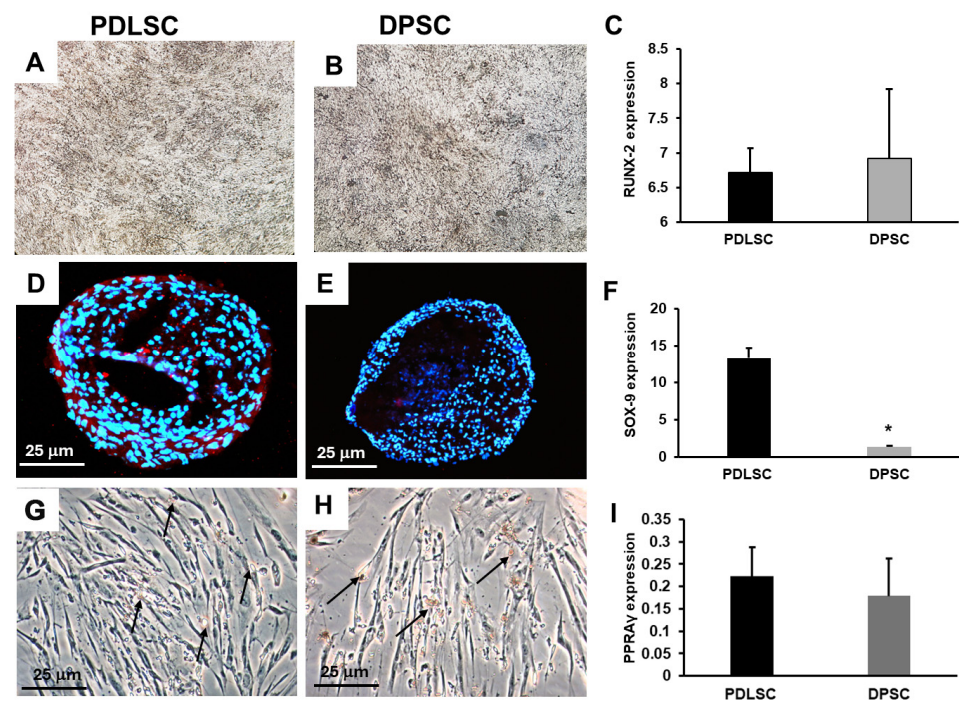 PDLSC
DPSC
A
B
C
8.5
8
7.5
7
6.5
6
RUNX-2 expression
PDLSC
DPSC
D
25 µm
E
25 µm
F
20
15
10
5
0
SOX-9 expression
*
PDLSC
DPSC
G
25 µm
H
25 µm
I
0.35
0.3
0.25
0.2
0.15
0.1
0.05
0
PPRAγ expression
PDLSC
DPSC